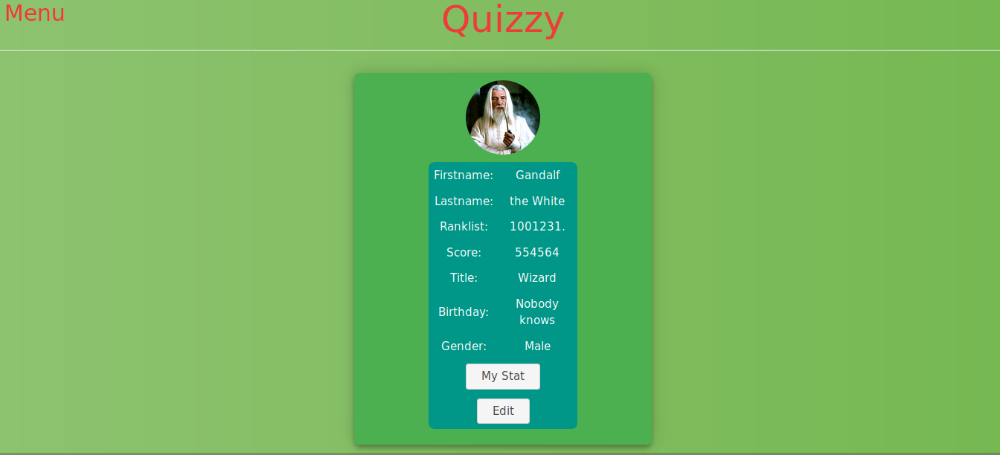 Menu
Quizzy
Firstname: Gandalf
Lastname: the White
Ranklist: 1001231.
Score: 554564
Title: Wizard
Birthday: Nobody
knows
Gender: Male
My Stat
Edit